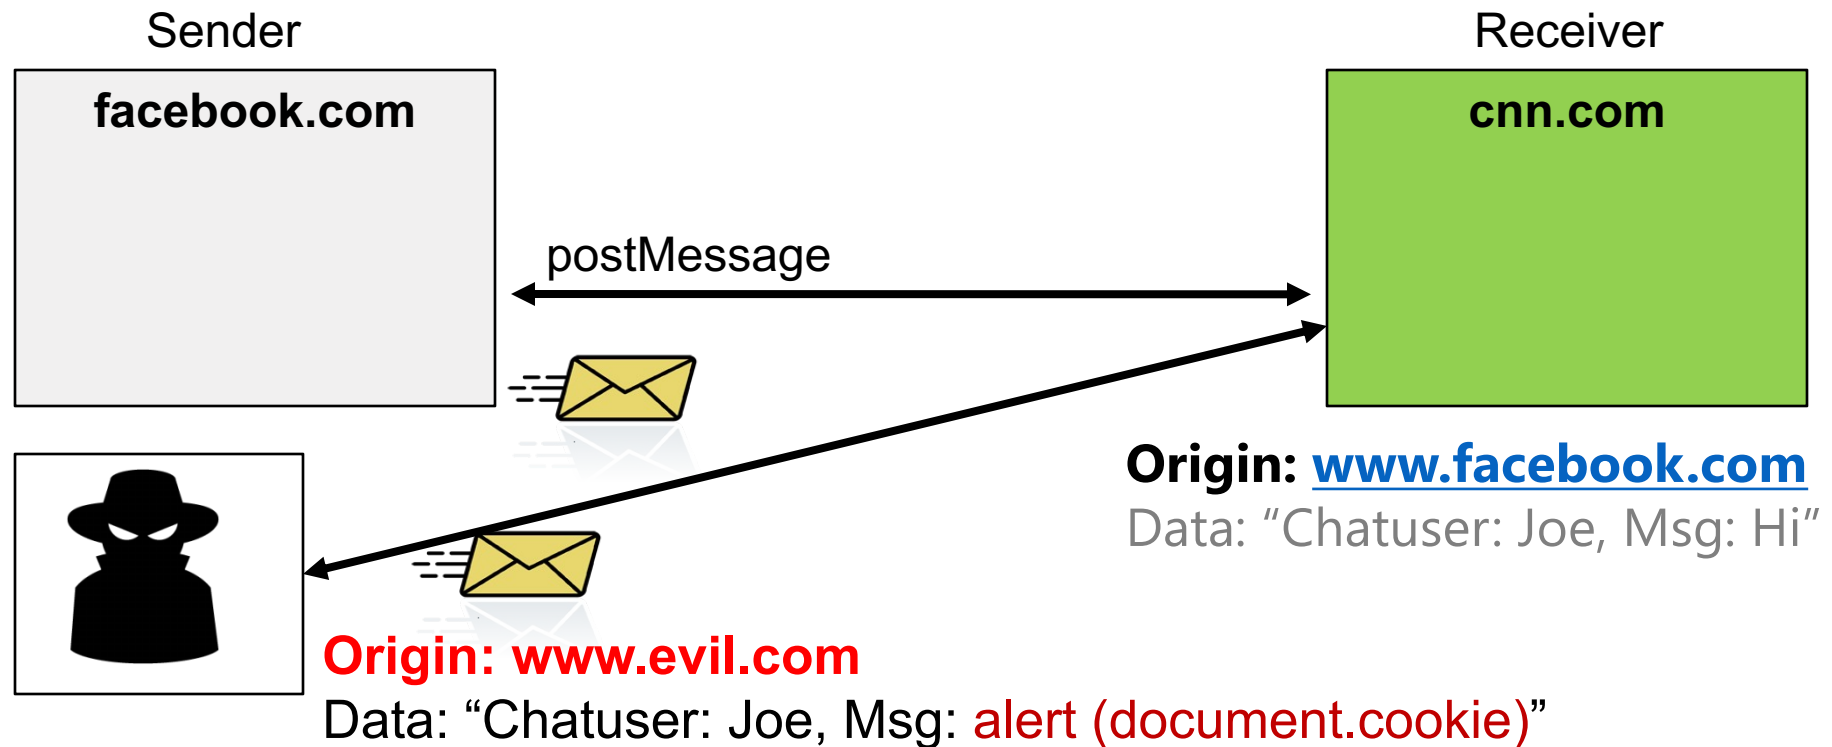 Sender
Receiver
facebook.com
cnn.com
postMessage
Origin: www.facebook.com
Data: “Chatuser: Joe, Msg: Hi”
Origin: www.evil.com
Data: “Chatuser: Joe, Msg: alert (document.cookie)”